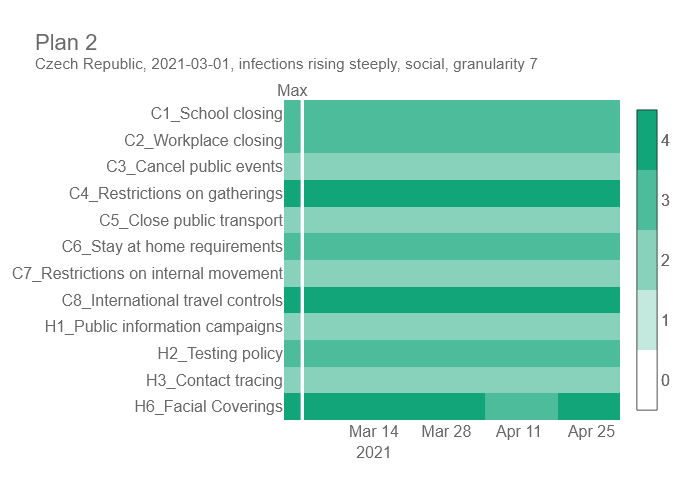 Plan 2
Czech Republic, 2021-03-01, infections rising steeply, social, granularity 7
Max
C1_School closing
C2_Workplace closing
C3_Cancel public events
C4_Restrictions on gatherings
C5_Close public transport
C6_Stay at home requirements
C7_Restrictions on internal movement
C8_International travel controls
H1_Public information campaigns
H2_Testing policy
H3_Contact tracing
H6_Facial Coverings
Mar 14 Mar 28 Apr 11 Apr 25
2021
4
3
2
1
0